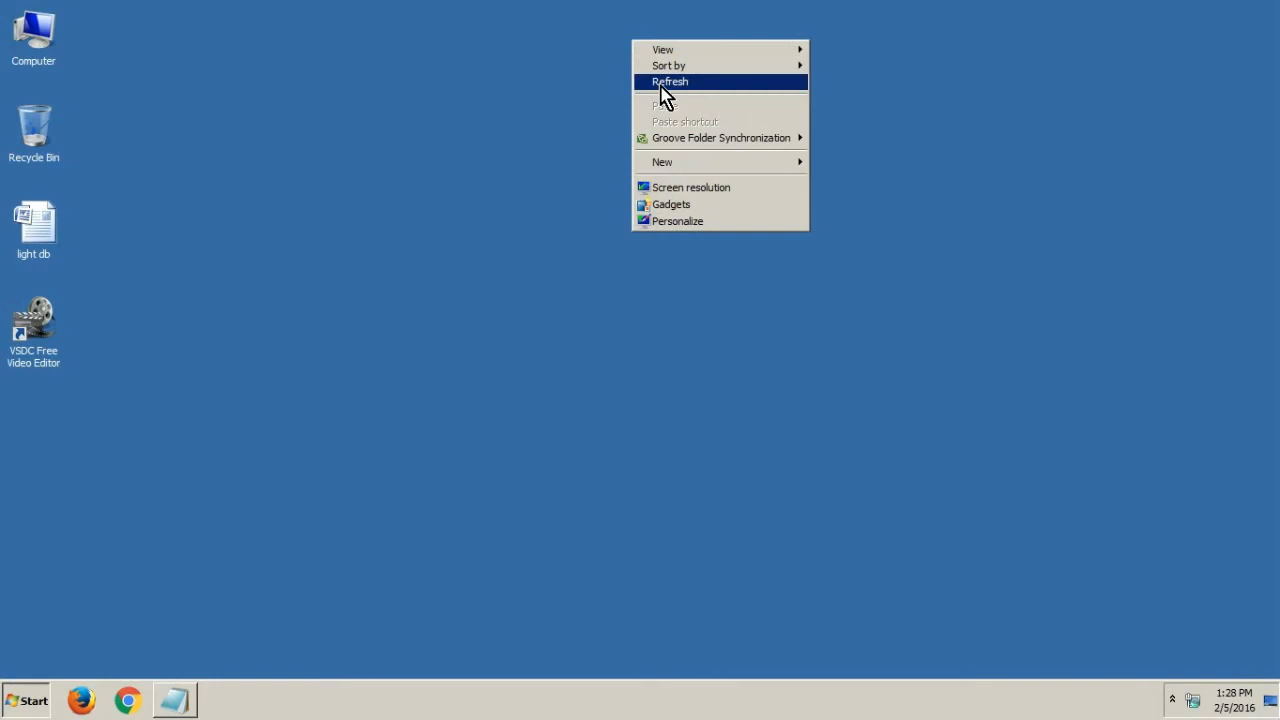 Computer
Recycle Bin
light db
VSDC Free
Video Editor
View
Sort by
Refresh
Paste shortcut
Groove Folder Synchronization
New
Screen resolution
Gadgets
Personalize
Start
1:28 PM
2/5/2016